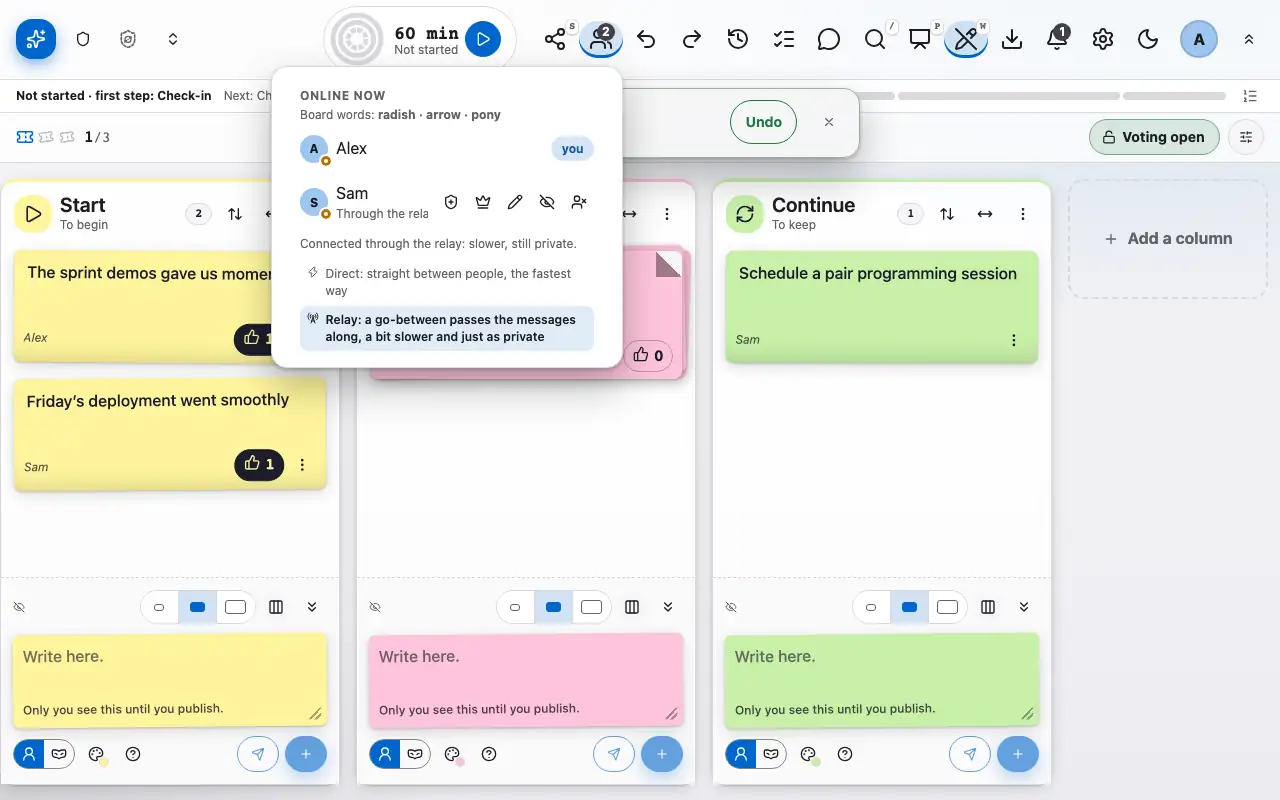 60 min
Not started
S
2
/
P
W
1
A
Not started · first step: Check-in
Next: Ch
1/3
Undo
Voting open
ONLINE NOW
Board words: radish · arrow · pony
A
Alex
you
S
Sam
Through the rela
Connected through the relay: slower, still private.
Direct: straight between people, the fastest
way
Relay: a go-between passes the messages
along, a bit slower and just as private
Start
To begin
2
The sprint demos gave us momen
Alex
1
Friday's deployment went smoothly
Sam
1
0
Continue
To keep
1
Schedule a pair programming session
Sam
+ Add a column
Write here.
Only you see this until you publish.
Write here.
Only you see this until you publish.
Write here.
Only you see this until you publish.